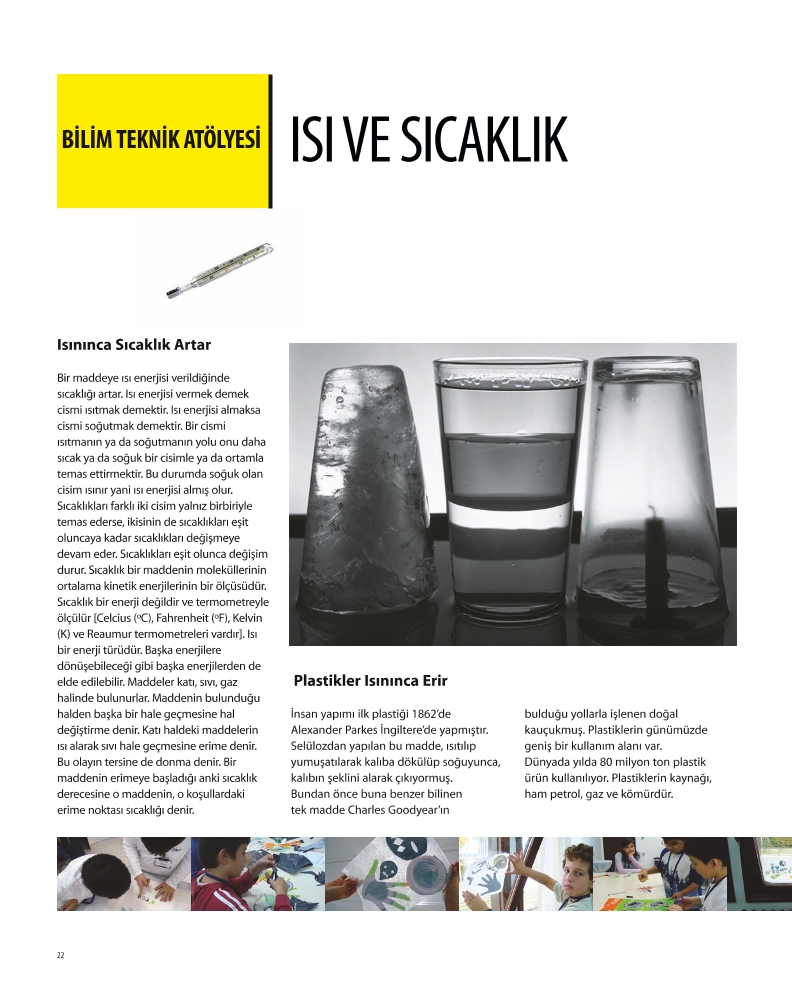 BİLİM TEKNİK ATÖLYESİ
ISI VE SICAKLIK
Isınınca Sıcaklık Artar
Bir maddeye ısı enerjisi verildiğinde
sıcaklığı artar. Isı enerjisi vermek demek
cismi ısıtmak demektir. Isı enerjisi almaksa
cismi soğutmak demektir. Bir cismi
ısıtmanın ya da soğutmanın yolu onu daha
sıcak ya da soğuk bir cisimle ya da ortamla
temas ettirmektir. Bu durumda soğuk olan
cisim ısınır yani ısı enerjisi almış olur.
Sıcaklıkları farklı iki cisim yalnız birbiriyle
temas ederse, ikisinin de sıcaklıkları eşit
oluncaya kadar sıcaklıkları değişmeye
devam eder. Sıcaklıkları eşit olunca değişim
durur. Sıcaklık bir maddenin moleküllerinin
ortalama kinetik enerjilerinin bir ölçüsüdür.
Sıcaklık bir enerji değildir ve termometreyle
ölçülür [Celcius (ºC), Fahrenheit (ºF), Kelvin
(K) ve Reaumur termometreleri vardır]. Isı
bir enerji türüdür. Başka enerjilere
dönüşebileceği gibi başka enerjilerden de
elde edilebilir. Maddeler katı, sıvı, gaz
halinde bulunurlar. Maddenin bulunduğu
halden başka bir hale geçmesine hal
değiştirme denir. Katı haldeki maddelerin
ısı alarak sıvı hale geçmesine erime denir.
Bu olayın tersine de donma denir. Bir
maddenin erimeye başladığı anki sıcaklık
derecesine o maddenin, o koşullardaki
erime noktası sıcaklığı denir.
Plastikler Isınınca Erir
İnsan yapımı ilk plastiği 1862’de
Alexander Parkes İngiltere’de yapmıştır.
Selülozdan yapılan bu madde, ısıtılıp
yumuşatılarak kalıba dökülüp soğuyunca,
kalıbın şeklini alarak çıkıyormuş.
Bundan önce buna benzer bilinen
tek madde Charles Goodyear’ın
bulduğu yollarla işlenen doğal
kauçukmuş. Plastiklerin günümüzde
geniş bir kullanım alanı var.
Dünyada yılda 80 milyon ton plastik
ürün kullanılıyor. Plastiklerin kaynağı,
ham petrol, gaz ve kömürdür.
22